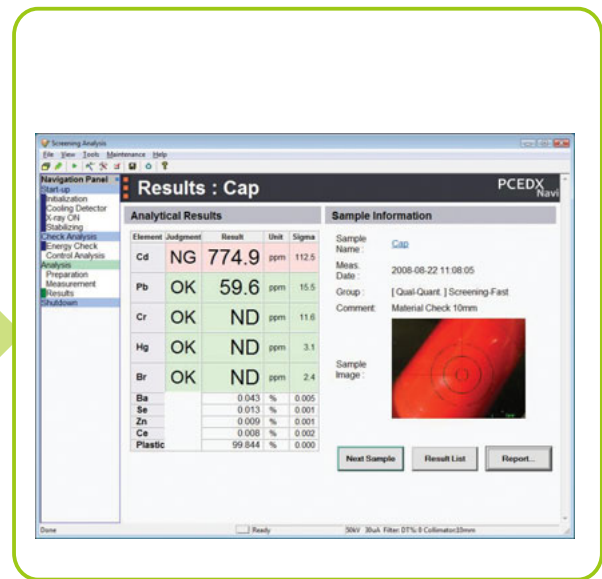 Screening Analysis
File View Tools Maintenance Help
Navigation Panel
Start-up
Initialization
Cooling Detector
X-ray ON
Stabilizing
Check Analysis
Energy Check
Control Analysis
Analysis
Preparation
Measurement
Results
Shutdown
Results : Cap
PCEDX Navi
Analytical Results
Element Judgment Result Unit Sigma
Cd NG 774.9 ppm 112.5
Pb OK 59.6 ppm 15.5
Cr OK ND ppm 11.6
Hg OK ND ppm 3.1
Br OK ND ppm 2.4
Ba 0.043 % 0.005
Se 0.013 % 0.001
Zn 0.009 % 0.001
Ce 0.008 % 0.002
Plastic 99.844 % 0.000
Sample Information
Sample Name : Cap
Meas. Date : 2008-08-22 11:08:05
Group : [ Qual-Quant. ] Screening-Fast
Comment: Material Check 10mm
Sample Image :
Next Sample Result List Report...
Done Ready 50kV 30uA Filter: DT%: 0 Collimator:10mm